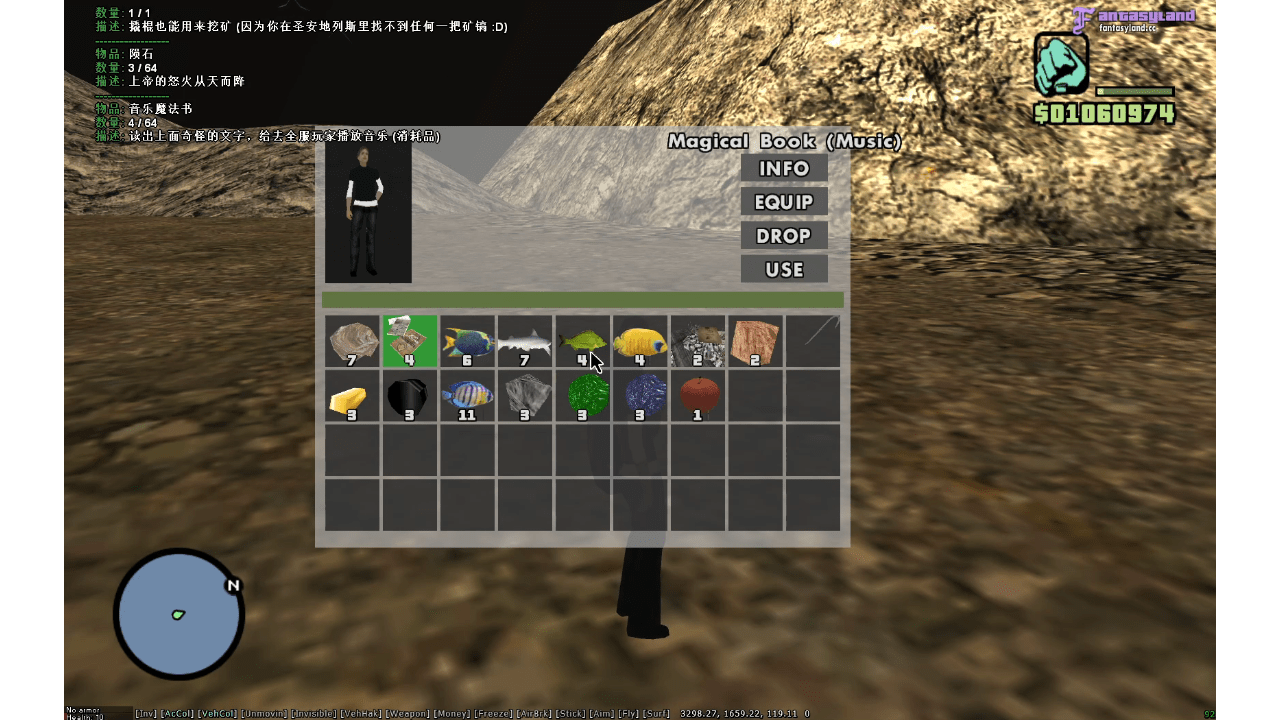 数量: 1 / 1
描述: 撬棍也能用来挖矿 (因为你在圣安地列斯里找不到任何一把矿镐 :D)
--------------------
物品: 陨石
数量: 3 / 64
描述: 上帝的怒火从天而降
--------------------
物品: 音乐魔法书
数量: 4 / 64
描述: 读出上面奇怪的文字，给去全服玩家播放音乐 (消耗品)
Fantasyland
fantasyland.cc
$01060974
Magical Book (Music)
INFO
EQUIP
DROP
USE
7 4 6 7 4 4 2 2
3 3 11 3 3 3 1
N
No armor
Health: 10
[Inv] [AcCol] [VehCol] [Unmovin] [Invisible] [VehHak] [Weapon] [Money] [Freeze] [AirBrk] [Stick] [Aim] [Fly] [Surf] 3298.27, 1659.22, 119.11 0
92